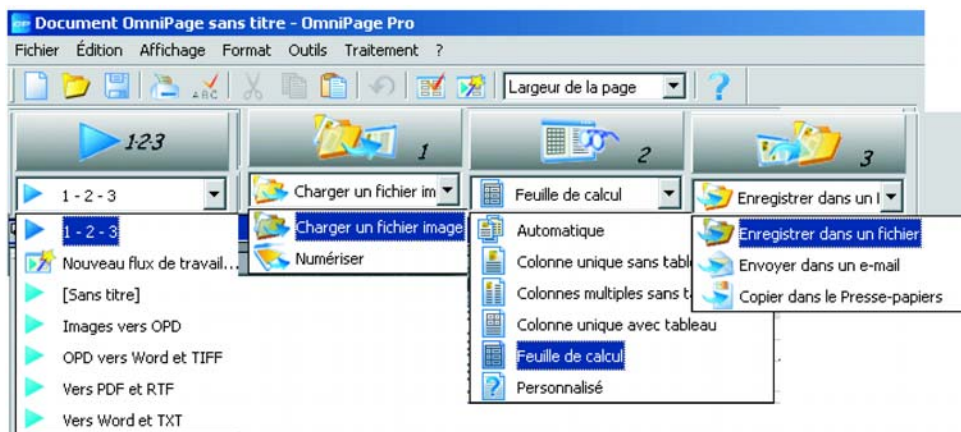 Document OmniPage sans titre - OmniPage Pro
Fichier Édition Affichage Format Outils Traitement ?
ABC Largeur de la page ?
1-2-3 1 2 3
1 - 2 - 3 Charger un fichier im Feuille de calcul Enregistrer dans un
1 - 2 - 3
Nouveau flux de travail...
[Sans titre]
Images vers OPD
OPD vers Word et TIFF
Vers PDF et RTF
Vers Word et TXT
Charger un fichier image
Numériser
Automatique
Colonne unique sans
Colonnes multiples sans
Colonne unique avec tableau
Feuille de calcul
Personnalisé
Enregistrer dans un fichier
Envoyer dans un e-mail
Copier dans le Presse-papiers